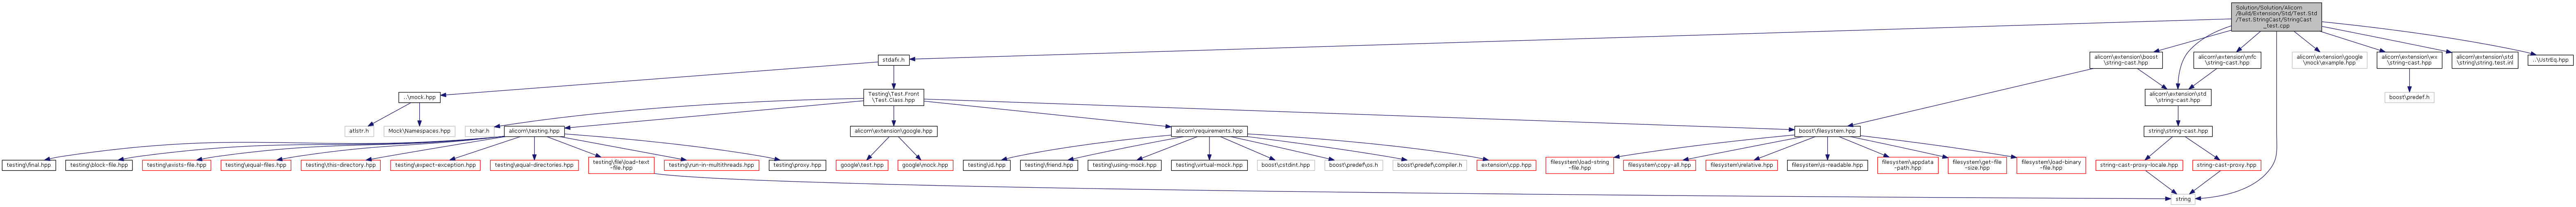 Solution/Solution/Alicorn
/Build/Extension/Std/Test.Std
/Test.StringCast/StringCast
_test.cpp
stdafx.h
alicorn\extension\boost
\string-cast.hpp
alicorn\extension\mfc
\string-cast.hpp
alicorn\extension\google
\mock\example.hpp
alicorn\extension\wx
\string-cast.hpp
alicorn\extension\std
\string\string.test.inl
..\UstrEq.hpp
..\mock.hpp
Testing\Test.Front
\Test.Class.hpp
alicorn\extension\std
\string-cast.hpp
boost\predef.h
atlstr.h
Mock\Namespaces.hpp
tchar.h
alicorn\testing.hpp
alicorn\extension\google.hpp
alicorn\requirements.hpp
boost\filesystem.hpp
string\string-cast.hpp
testing\final.hpp
testing\block-file.hpp
testing\exists-file.hpp
testing\equal-files.hpp
testing\this-directory.hpp
testing\expect-exception.hpp
testing\equal-directories.hpp
testing\file\load-text
-file.hpp
testing\run-in-multithreads.hpp
testing\proxy.hpp
google\test.hpp
google\mock.hpp
testing\d.hpp
testing\friend.hpp
testing\using-mock.hpp
testing\virtual-mock.hpp
boost\cstdint.hpp
boost\predef\os.h
boost\predef\compiler.h
extension\cpp.hpp
filesystem\load-string
-file.hpp
filesystem\copy-all.hpp
filesystem\relative.hpp
filesystem\is-readable.hpp
filesystem\appdata
-path.hpp
filesystem\get-file
-size.hpp
filesystem\load-binary
-file.hpp
string-cast-proxy-locale.hpp
string-cast-proxy.hpp
string